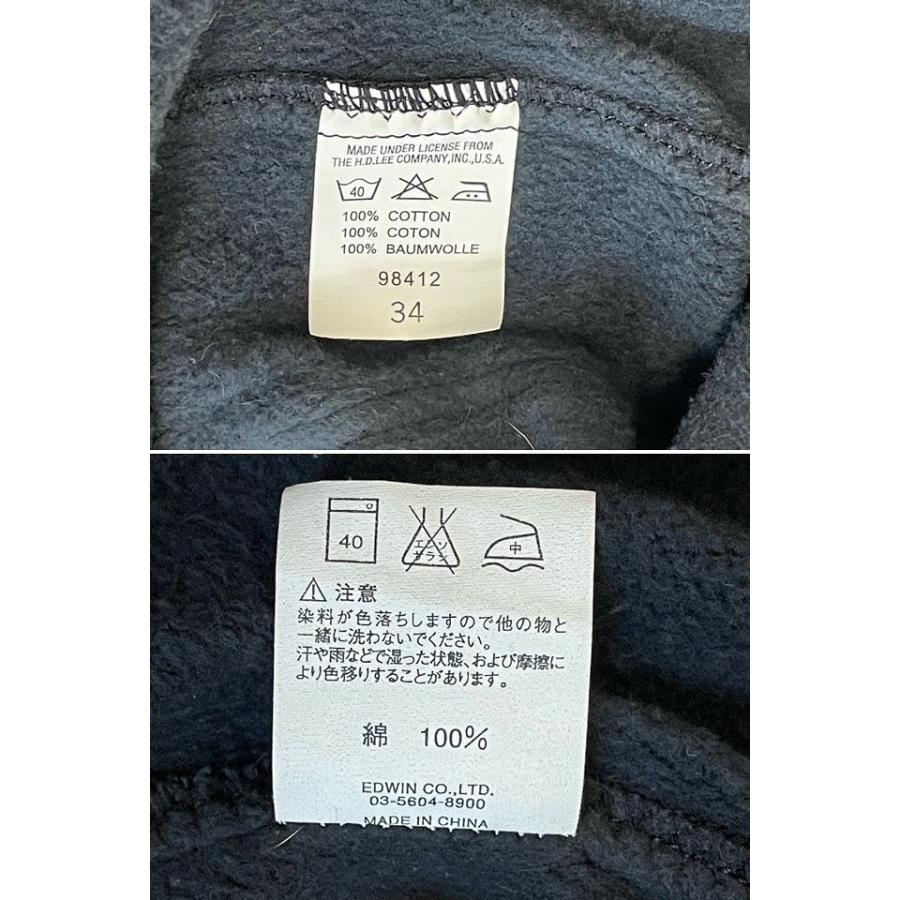 MADE UNDER LICENSE FROM
THE H.D.LEE COMPANY,INC.,U.S.A.
40
100% COTTON
100% COTON
100% BAUMWOLLE
98412
34
40
エンソ
サラシ
中
注意
染料が色落ちしますので他の物と
一緒に洗わないでください。
汗や雨などで湿った状態、および摩擦に
より色移りすることがあります。
綿 100%
EDWIN CO.,LTD.
03-5604-8900
MADE IN CHINA